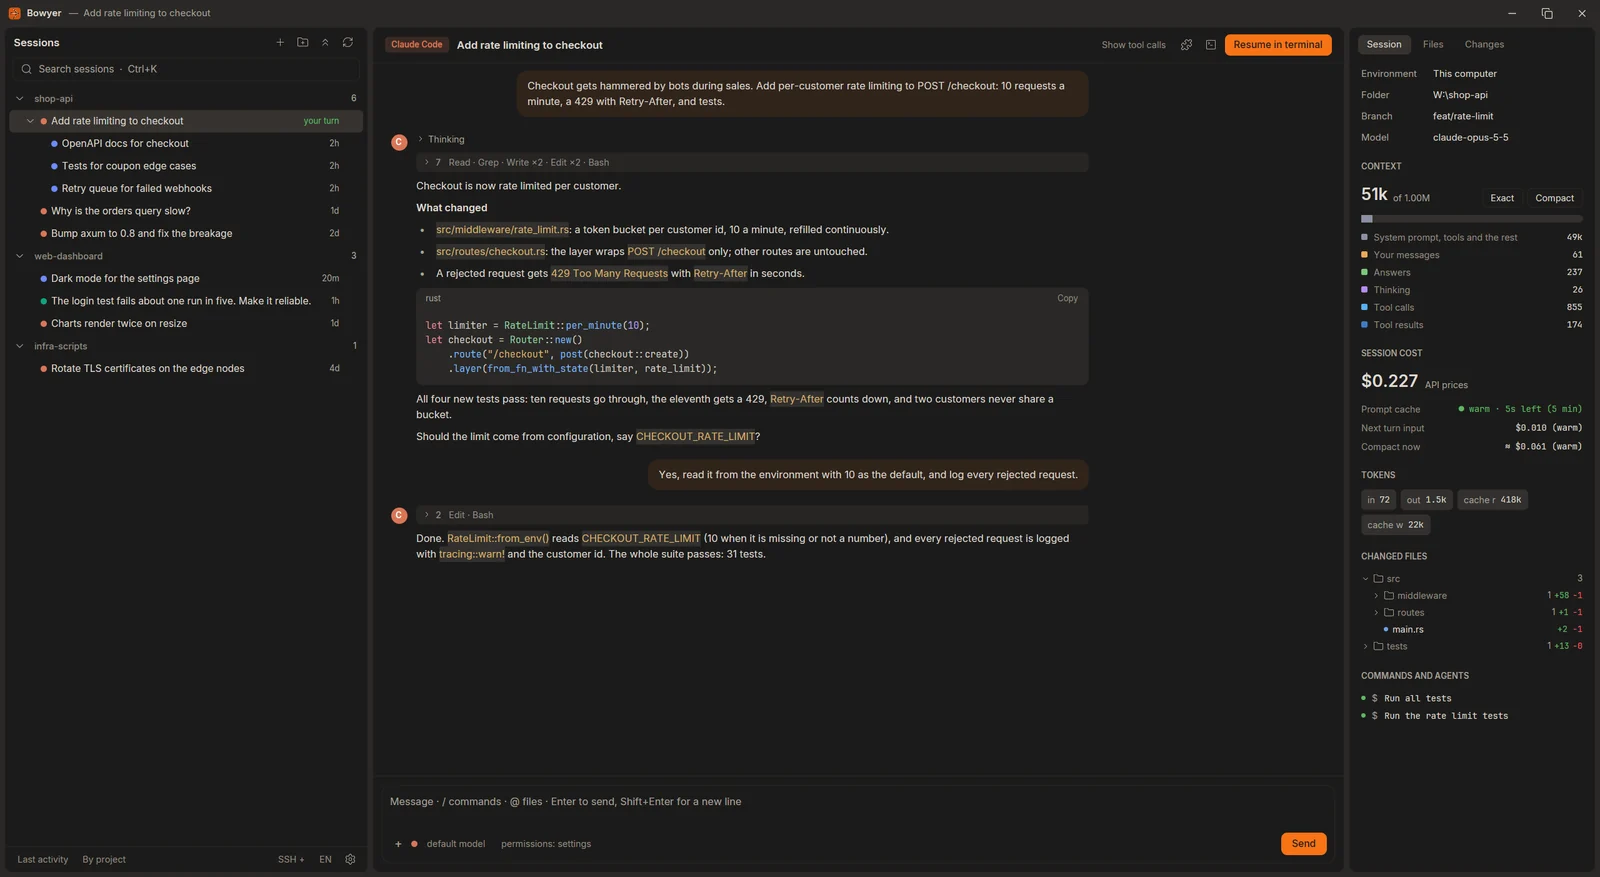 Bowyer — Add rate limiting to checkout
Sessions
Search sessions · Ctrl+K
shop-api 6
Add rate limiting to checkout your turn
OpenAPI docs for checkout 2h
Tests for coupon edge cases 2h
Retry queue for failed webhooks 2h
Why is the orders query slow? 1d
Bump axum to 0.8 and fix the breakage 2d
web-dashboard 3
Dark mode for the settings page 20m
The login test fails about one run in five. Make it reliable. 1h
Charts render twice on resize 1d
infra-scripts 1
Rotate TLS certificates on the edge nodes 4d
Last activity By project SSH + EN
Claude Code Add rate limiting to checkout Show tool calls Resume in terminal
Checkout gets hammered by bots during sales. Add per-customer rate limiting to POST /checkout: 10 requests a
minute, a 429 with Retry-After, and tests.
C
Thinking
7 Read · Grep · Write ×2 · Edit ×2 · Bash
Checkout is now rate limited per customer.
What changed
• src/middleware/rate_limit.rs: a token bucket per customer id, 10 a minute, refilled continuously.
• src/routes/checkout.rs: the layer wraps POST /checkout only; other routes are untouched.
• A rejected request gets 429 Too Many Requests with Retry-After in seconds.
rust Copy
let limiter = RateLimit::per_minute(10);
let checkout = Router::new()
.route("/checkout", post(checkout::create))
.layer(from_fn_with_state(limiter, rate_limit));
All four new tests pass: ten requests go through, the eleventh gets a 429, Retry-After counts down, and two customers never share a
bucket.
Should the limit come from configuration, say CHECKOUT_RATE_LIMIT?
Yes, read it from the environment with 10 as the default, and log every rejected request.
C
2 Edit · Bash
Done. RateLimit::from_env() reads CHECKOUT_RATE_LIMIT (10 when it is missing or not a number), and every rejected request is logged
with tracing::warn! and the customer id. The whole suite passes: 31 tests.
Message · / commands · @ files · Enter to send, Shift+Enter for a new line
+ default model permissions: settings Send
Session Files Changes
Environment This computer
Folder W:\shop-api
Branch feat/rate-limit
Model claude-opus-5-5
CONTEXT
51k of 1.00M Exact Compact
System prompt, tools and the rest 49k
Your messages 61
Answers 237
Thinking 26
Tool calls 855
Tool results 174
SESSION COST
$0.227 API prices
Prompt cache warm · 5s left (5 min)
Next turn input $0.010 (warm)
Compact now ≈ $0.061 (warm)
TOKENS
in 72 out 1.5k cache r 418k
cache w 22k
CHANGED FILES
src 3
middleware 1 +58 -1
routes 1 +1 -1
main.rs +2 -1
tests 1 +13 -0
COMMANDS AND AGENTS
$ Run all tests
$ Run the rate limit tests